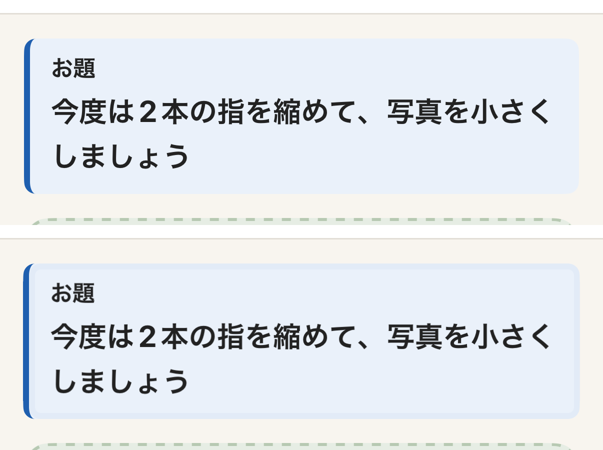 お題
今度は2本の指を縮めて、写真を小さく
しましょう
お題
今度は2本の指を縮めて、写真を小さく
しましょう